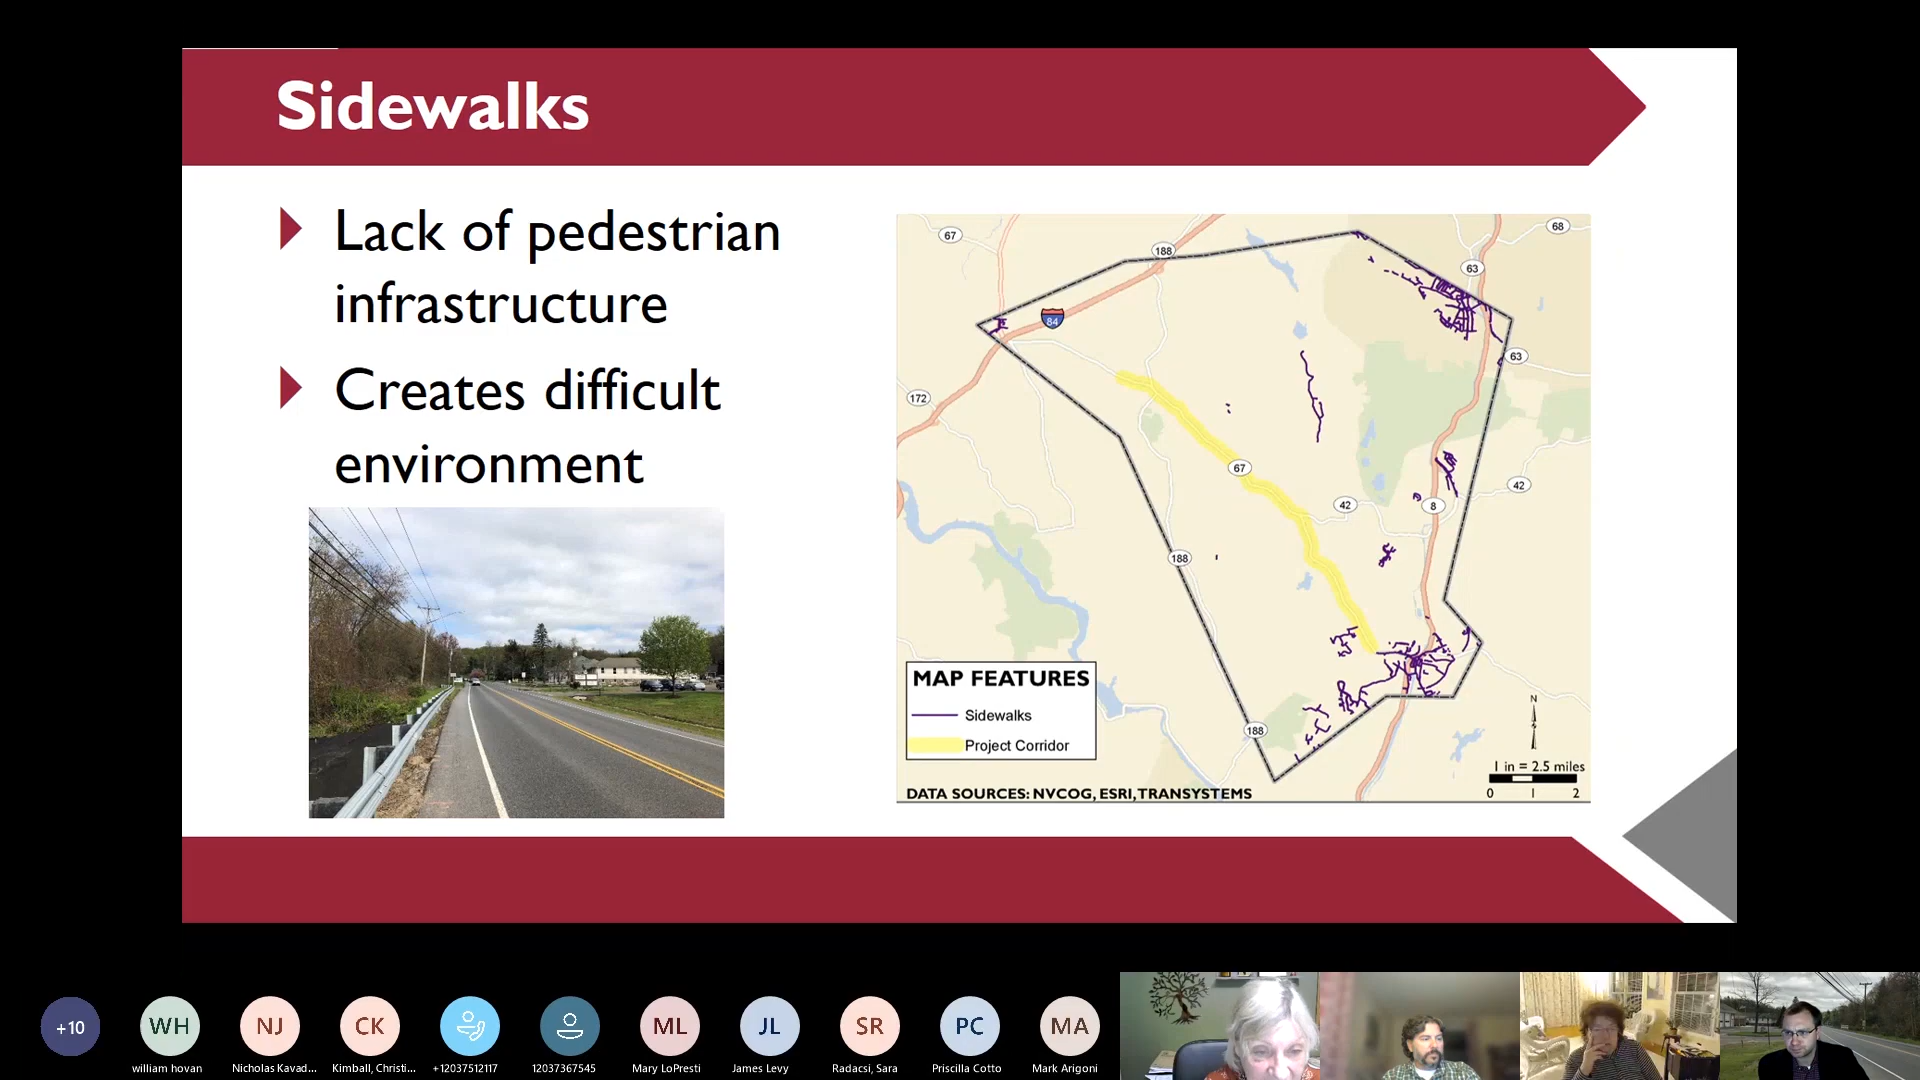 Sidewalks
Lack of pedestrian
infrastructure
Creates difficult
environment
67
188
68
63
84
63
172
67
42
42
8
188
188
MAP FEATURES
Sidewalks
Project Corridor
N
1 in = 2.5 miles
0 1 2
DATA SOURCES: NVCOG, ESRI, TRANSYSTEMS
+10
WH
NJ
CK
ML
JL
SR
PC
MA
william hovan
Nicholas Kavad...
Kimball, Christi...
+12037512117
12037367545
Mary LoPresti
James Levy
Radacsi, Sara
Priscilla Cotto
Mark Arigoni